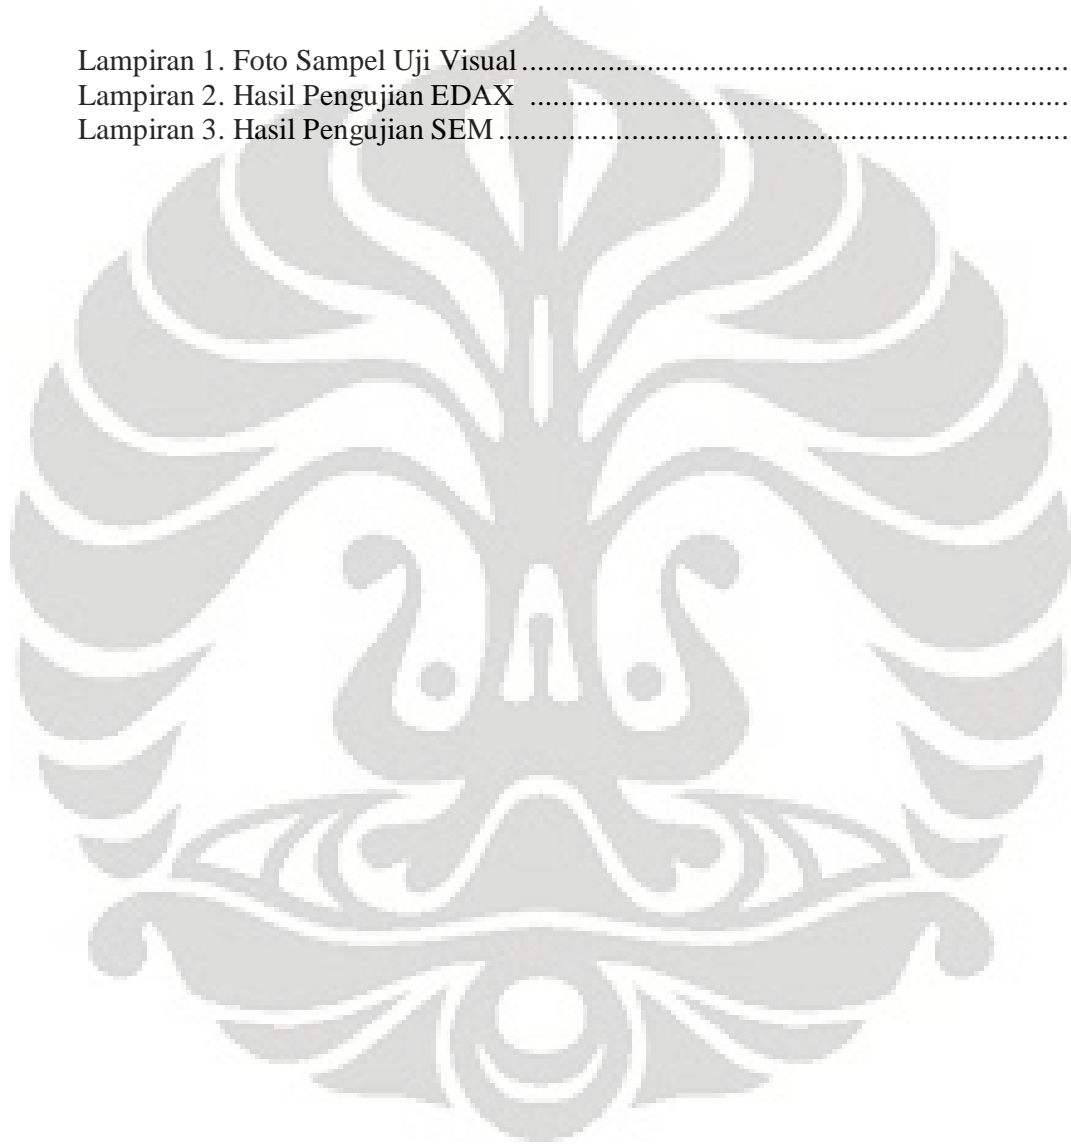 Lampiran 1. Foto Sampel Uji Visual ........................................................................
Lampiran 2. Hasil Pengujian EDAX ........................................................................
Lampiran 3. Hasil Pengujian SEM ...........................................................................